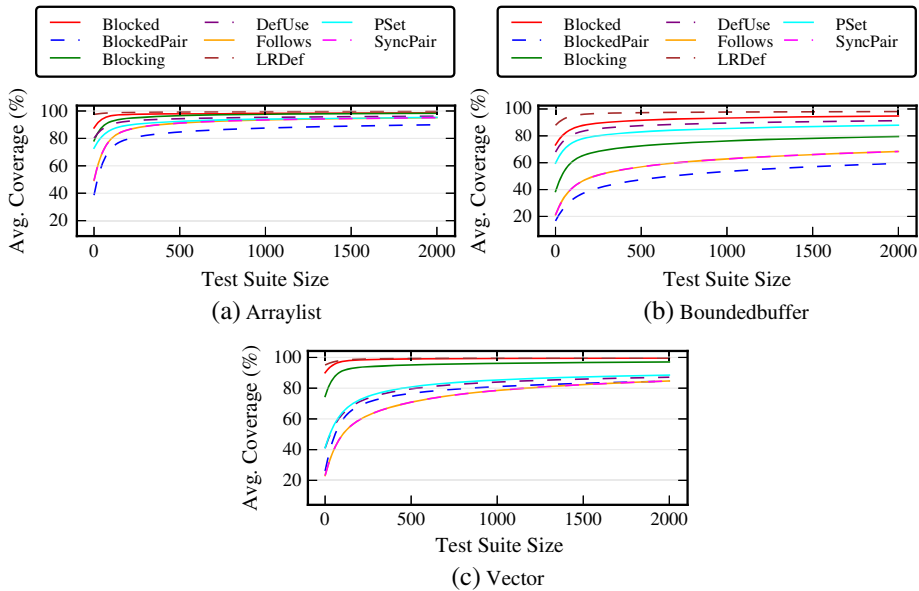 Blocked DefUse PSet
BlockedPair Follows SyncPair
Blocking LRDef
Blocked DefUse PSet
BlockedPair Follows SyncPair
Blocking LRDef
Avg. Coverage (%)
100
80
60
40
20
0 500 1000 1500 2000
Test Suite Size
(a) Arraylist
Avg. Coverage (%)
100
80
60
40
20
0 500 1000 1500 2000
Test Suite Size
(b) Boundedbuffer
Avg. Coverage (%)
100
80
60
40
20
0 500 1000 1500 2000
Test Suite Size
(c) Vector